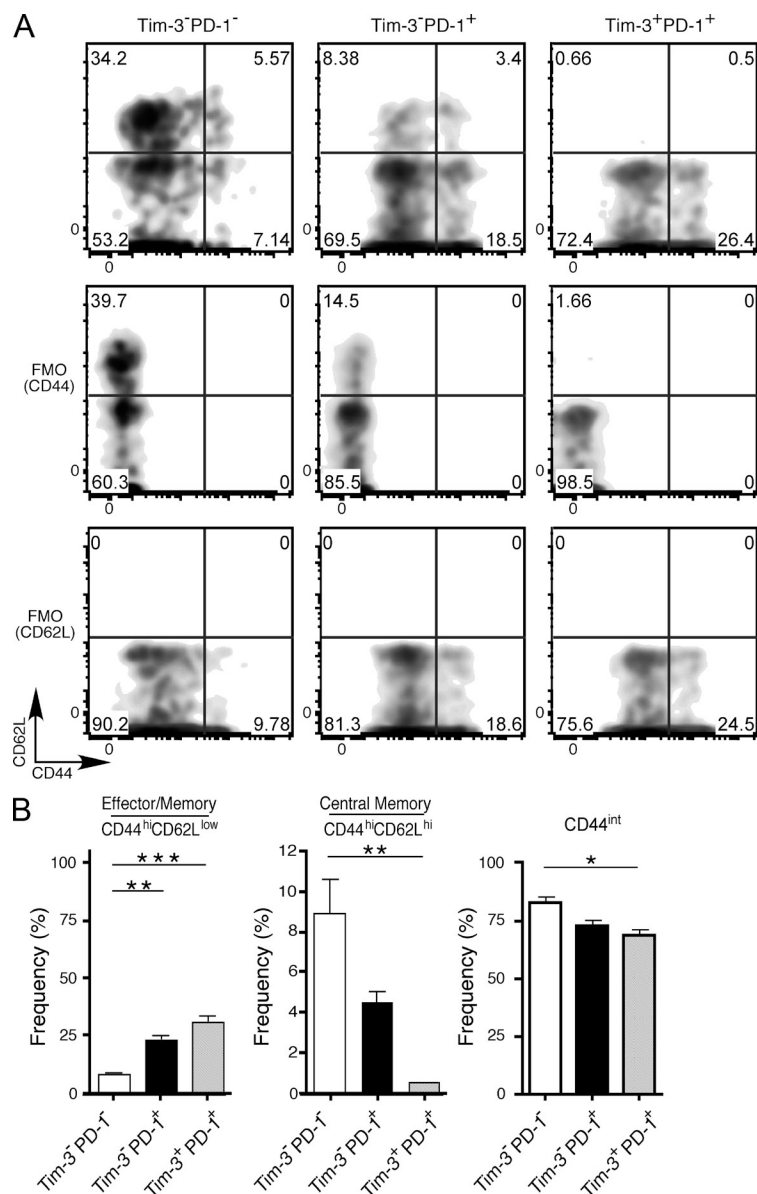 A
Tim-3⁻PD-1⁻ Tim-3⁻PD-1⁺ Tim-3⁺PD-1⁺
34.2 5.57 8.38 3.4 0.66 0.5
0 0 0
53.2 7.14 69.5 18.5 72.4 26.4
0 0 0
39.7 0 14.5 0 1.66 0
FMO
(CD44)
0 0 0
60.3 0 85.5 0 98.5 0
0 0 0
0 0 0 0 0 0
FMO
(CD62L)
0 0 0
90.2 9.78 81.3 18.6 75.6 24.5
0 0 0
CD62L
CD44
B
Effector/Memory Central Memory
CD44ʰⁱCD62Lˡᵒʷ CD44ʰⁱCD62Lʰⁱ CD44ⁱⁿᵗ
*** ** *
**
Frequency (%) Frequency (%) Frequency (%)
100 12 100
75 10 75
50 8 50
25 6 25
0 4 0
2
0
Tim-3⁻PD-1⁻ Tim-3⁻PD-1⁺ Tim-3⁺PD-1⁺ Tim-3⁻PD-1⁻ Tim-3⁻PD-1⁺ Tim-3⁺PD-1⁺ Tim-3⁻PD-1⁻ Tim-3⁻PD-1⁺ Tim-3⁺PD-1⁺